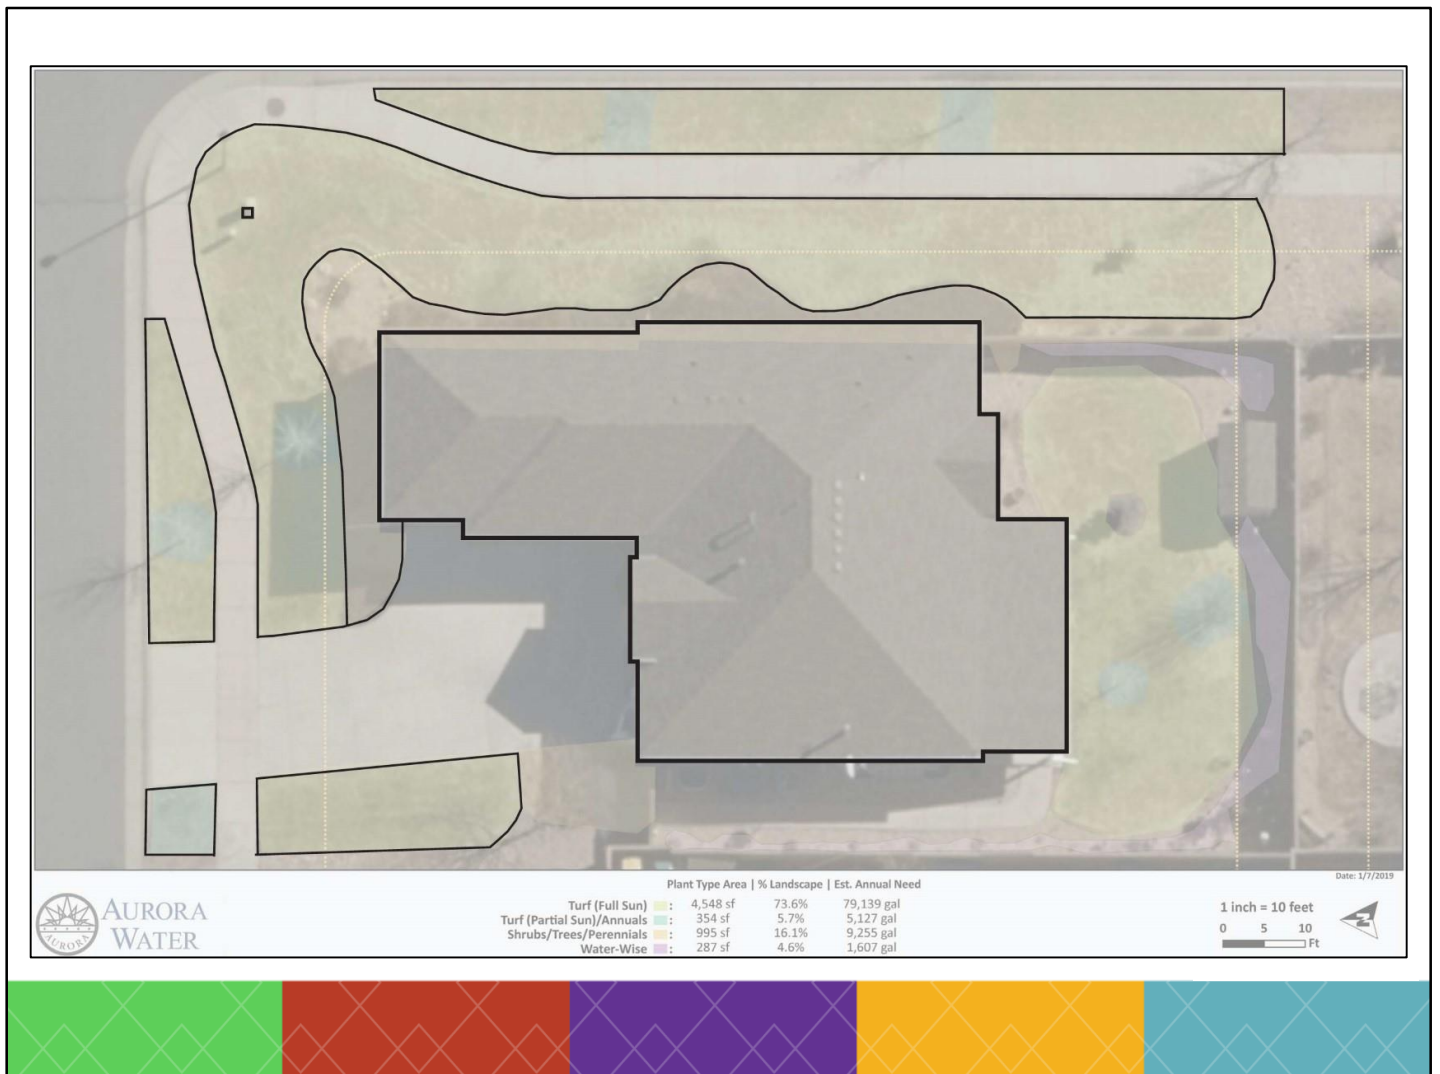 Date: 1/7/2019
Plant Type Area | % Landscape | Est. Annual Need
Turf (Full Sun) : 4,548 sf 73.6% 79,139 gal
Turf (Partial Sun)/Annuals : 354 sf 5.7% 5,127 gal
Shrubs/Trees/Perennials : 995 sf 16.1% 9,255 gal
Water-Wise : 287 sf 4.6% 1,607 gal
AURORA
WATER
AURORA
1 inch = 10 feet
0 5 10
Ft
N